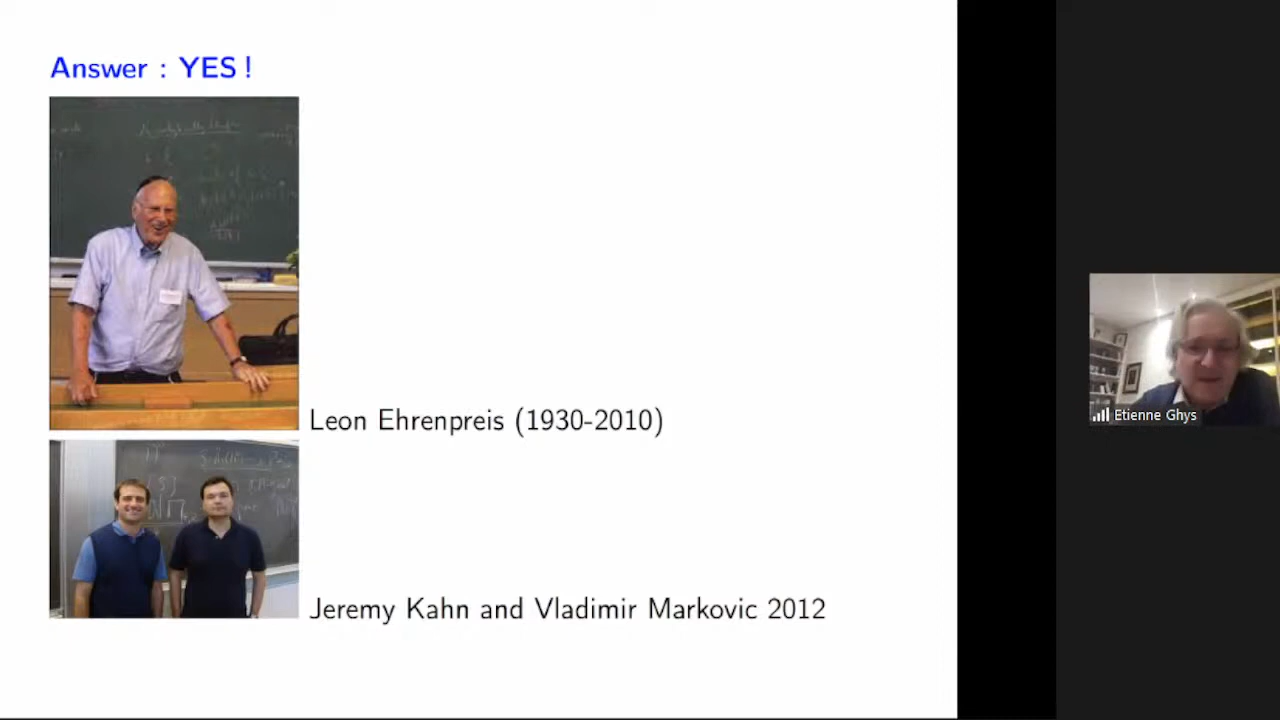 Answer : YES !
Leon Ehrenpreis (1930-2010)
Jeremy Kahn and Vladimir Markovic 2012
Etienne Ghys